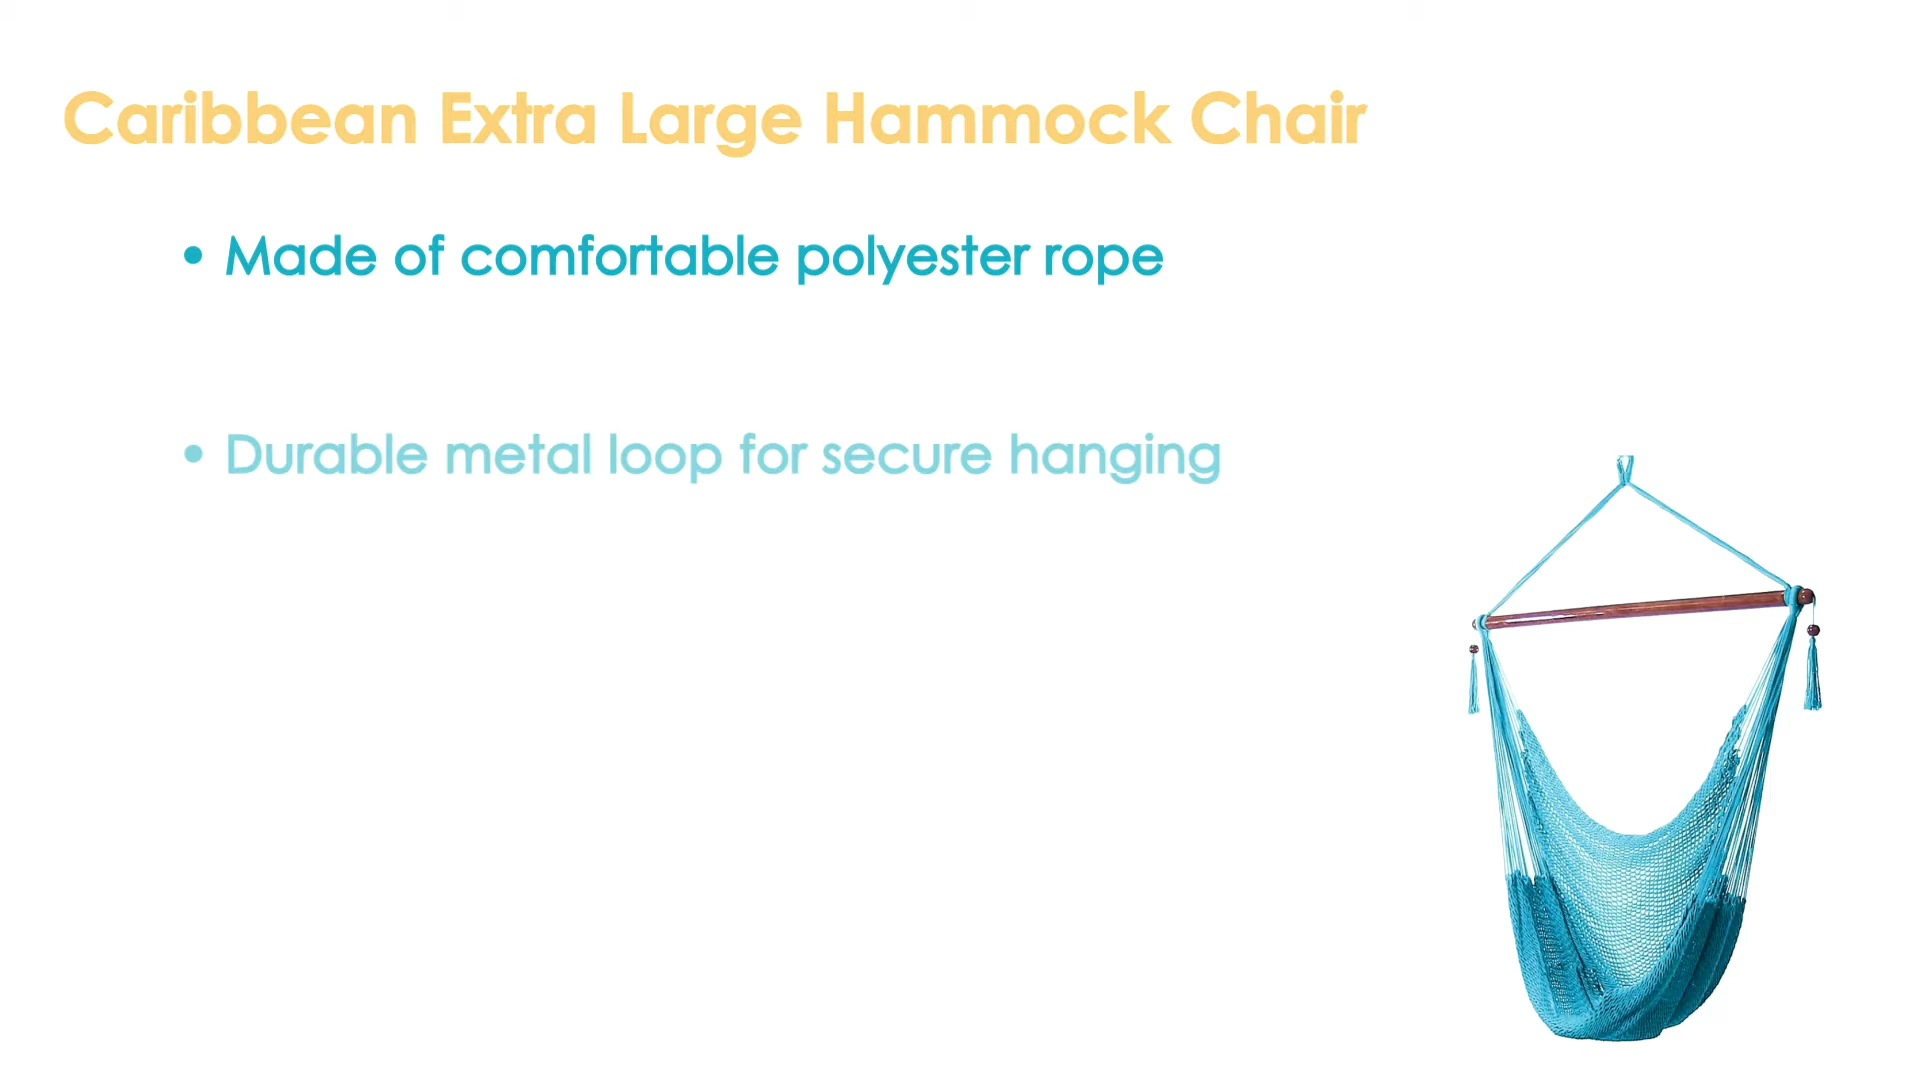 Caribbean Extra Large Hammock Chair
• Made of comfortable polyester rope
• Durable metal loop for secure hanging